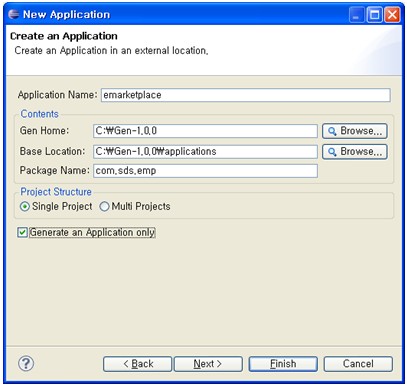 New Application
Create an Application
Create an Application in an external location,
Application Name: emarketplace
Contents
Gen Home: C:₩Gen-1,0,0 Browse...
Base Location: C:₩Gen-1,0,0₩applications Browse...
Package Name: com,sds,emp
Project Structure
Single Project Multi Projects
Generate an Application only
? < Back Next > Finish Cancel